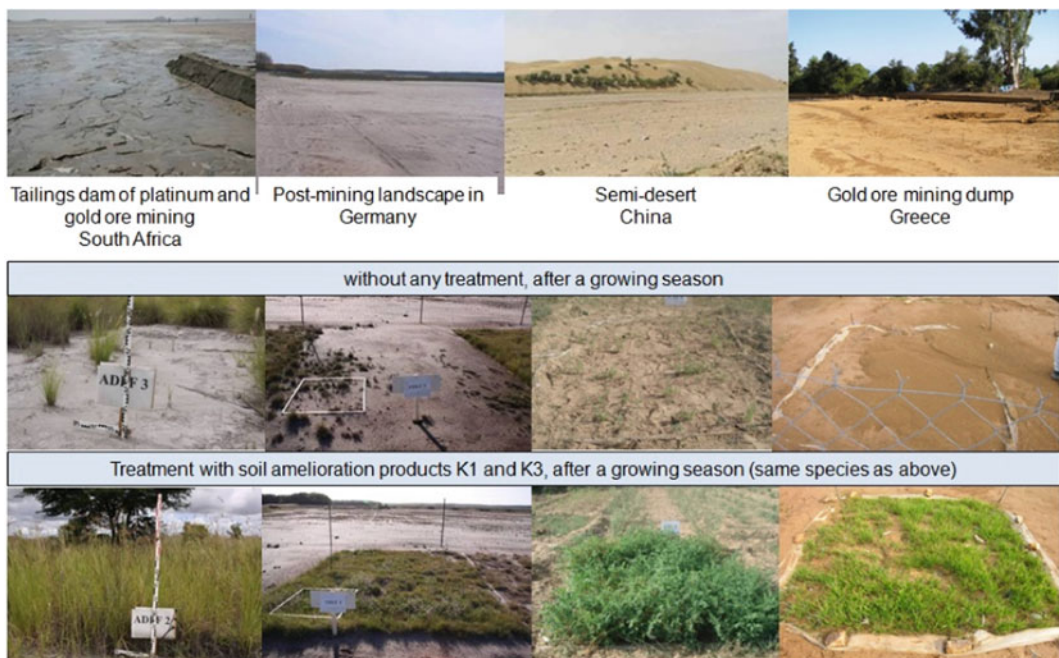 Tailings dam of platinum and
gold ore mining
South Africa
Post-mining landscape in
Germany
Semi-desert
China
Gold ore mining dump
Greece
without any treatment, after a growing season
ADFF 3
Treatment with soil amelioration products K1 and K3, after a growing season (same species as above)
ADFF 2